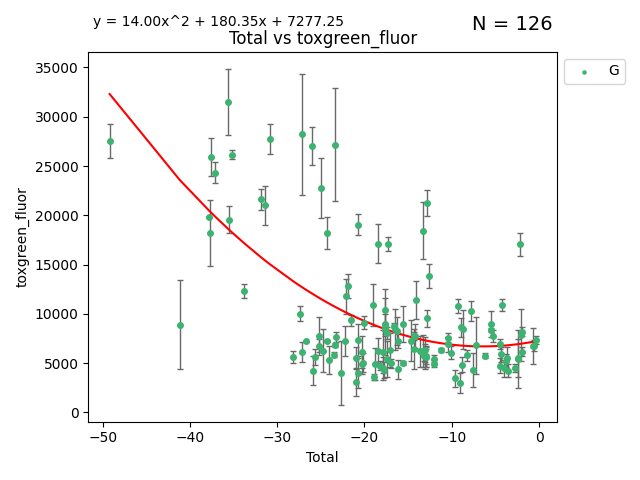 y = 14.00x^2 + 180.35x + 7277.25
N = 126
Total vs toxgreen_fluor
G
toxgreen_fluor
35000
30000
25000
20000
15000
10000
5000
0
−50 −40 −30 −20 −10 0
Total